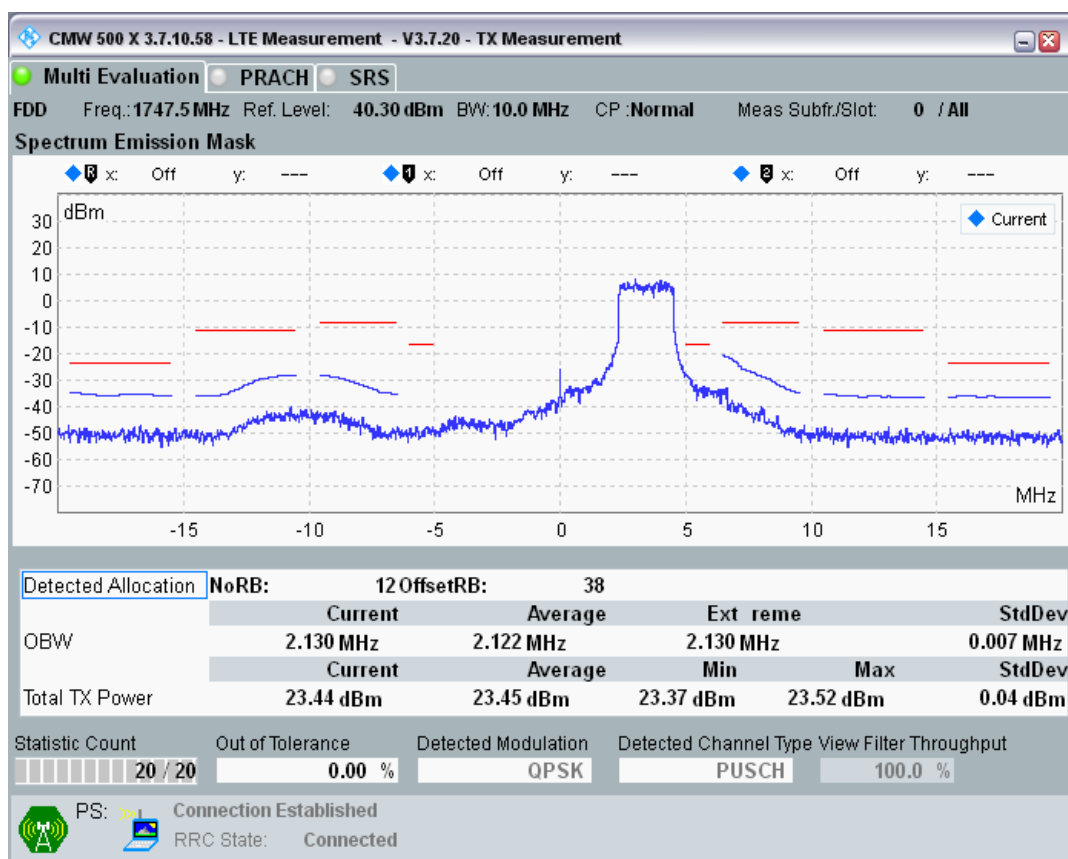 CMW 500 X 3.7.10.58 - LTE Measurement - V3.7.20 - TX Measurement
Multi Evaluation PRACH SRS
FDD Freq.: 1747.5 MHz Ref. Level: 40.30 dBm BW: 10.0 MHz CP : Normal Meas Subfr./Slot: 0 / All
Spectrum Emission Mask
R x: Off y: --- 1 x: Off y: --- 2 x: Off y: ---
dBm
Current
30
20
10
0
-10
-20
-30
-40
-50
-60
-70
MHz
-15 -10 -5 0 5 10 15
Detected Allocation NoRB: 12 OffsetRB: 38
Current Average Ext reme StdDev
OBW 2.130 MHz 2.122 MHz 2.130 MHz 0.007 MHz
Current Average Min Max StdDev
Total TX Power 23.44 dBm 23.45 dBm 23.37 dBm 23.52 dBm 0.04 dBm
Statistic Count Out of Tolerance Detected Modulation Detected Channel Type View Filter Throughput
20 / 20 0.00 % QPSK PUSCH 100.0 %
PS: Connection Established
RRC State: Connected